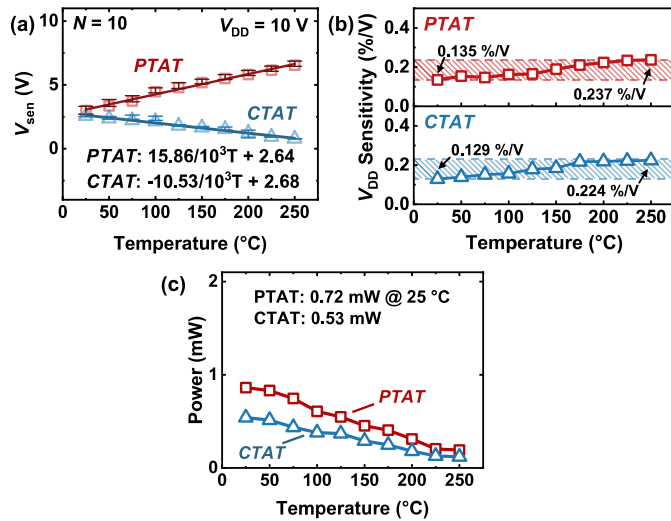 (a)
N = 10
V_DD = 10 V
PTAT
CTAT
PTAT: 15.86/10³T + 2.64
CTAT: -10.53/10³T + 2.68
V_sen (V)
10
5
0
0 50 100 150 200 250
Temperature (°C)
(b)
PTAT
0.135 %/V
0.237 %/V
CTAT
0.129 %/V
0.224 %/V
V_DD Sensitivity (%/V)
0.4
0.2
0.0
0.4
0.2
0.0
0 50 100 150 200 250
Temperature (°C)
(c)
PTAT: 0.72 mW @ 25 °C
CTAT: 0.53 mW
PTAT
CTAT
Power (mW)
2
1
0
0 50 100 150 200 250
Temperature (°C)